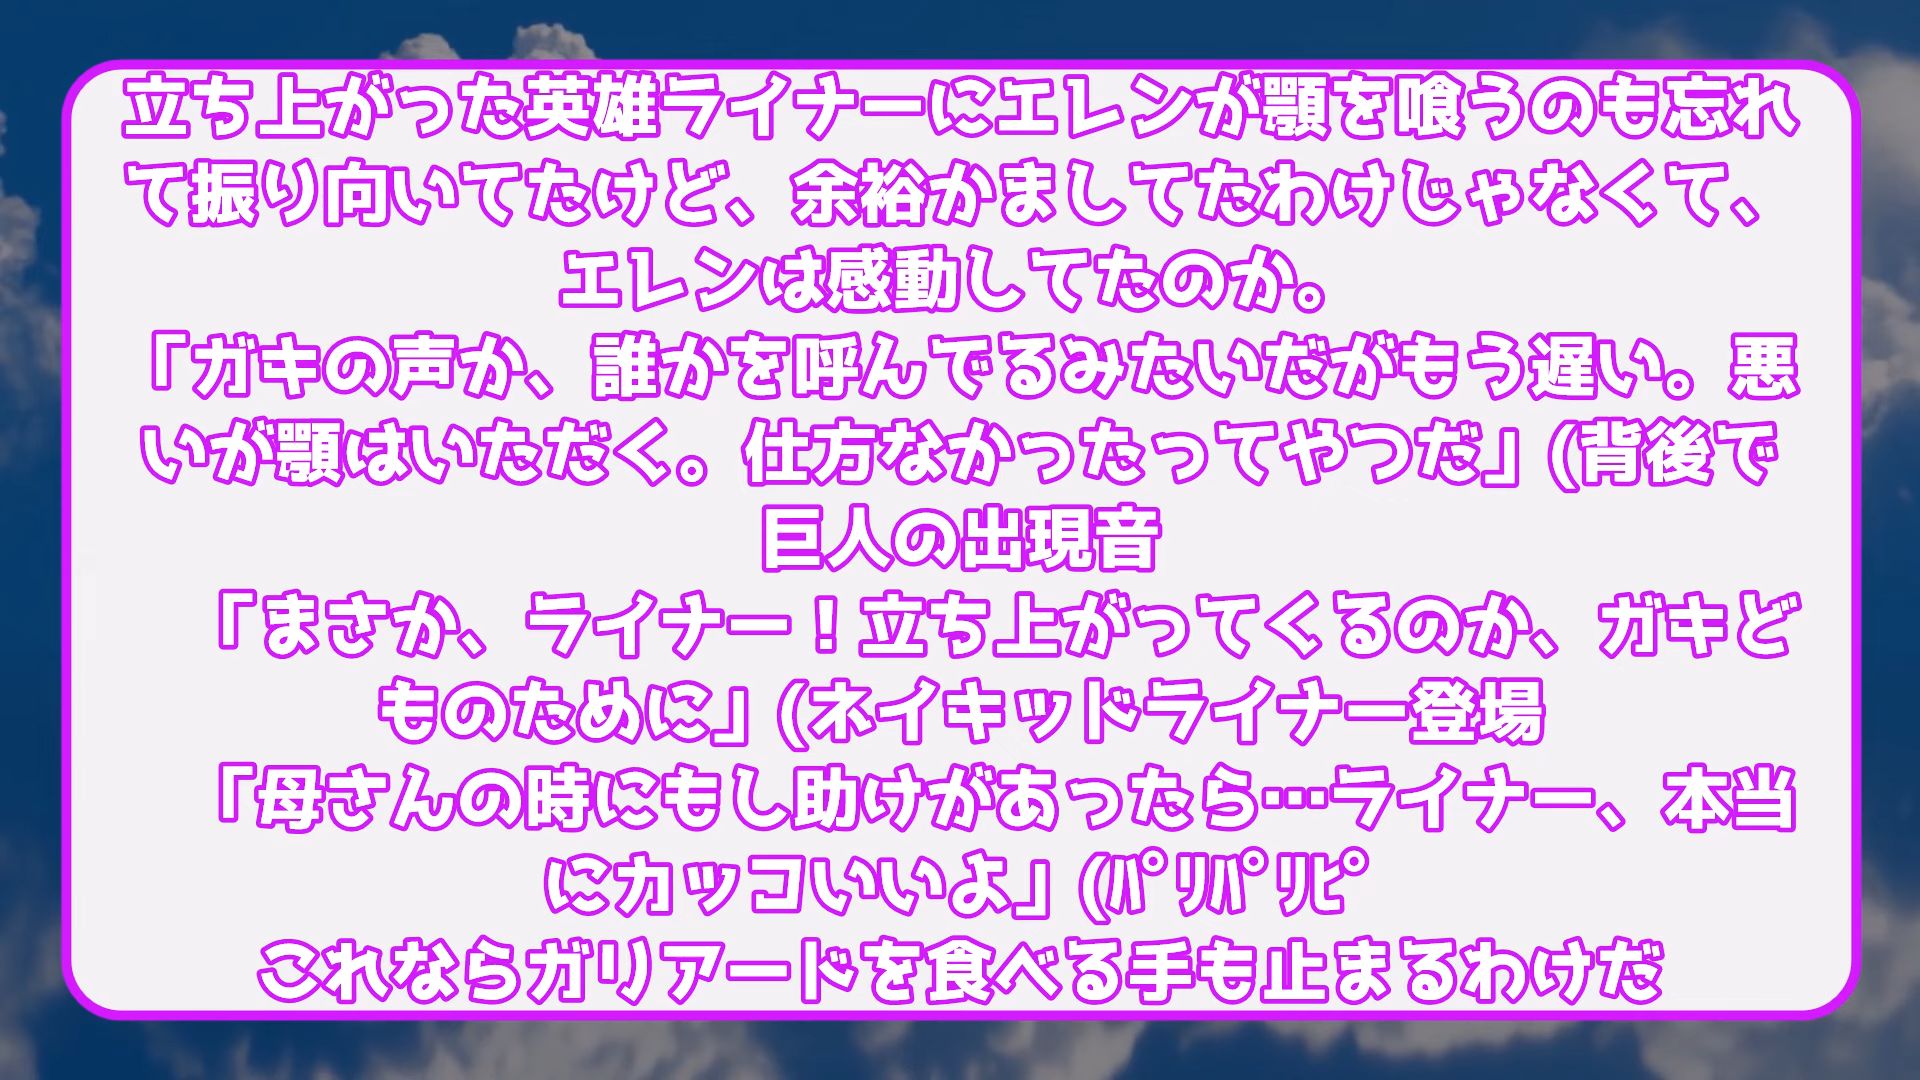 立ち上がった英雄ライナーにエレンが顎を喰うのも忘れ
て振り向いてたけど、余裕かましてたわけじゃなくて、
エレンは感動してたのか。
「ガキの声か、誰かを呼んでるみたいだがもう遅い。悪
いが顎はいただく。仕方なかったってやつだ」(背後で
巨人の出現音
「まさか、ライナー！立ち上がってくるのか、ガキど
ものために」(ネイキッドライナー登場
「母さんの時にもし助けがあったら…ライナー、本当
にカッコいいよ」(ﾊﾟﾘﾊﾟﾘﾋﾟ
これならガリアードを食べる手も止まるわけだ